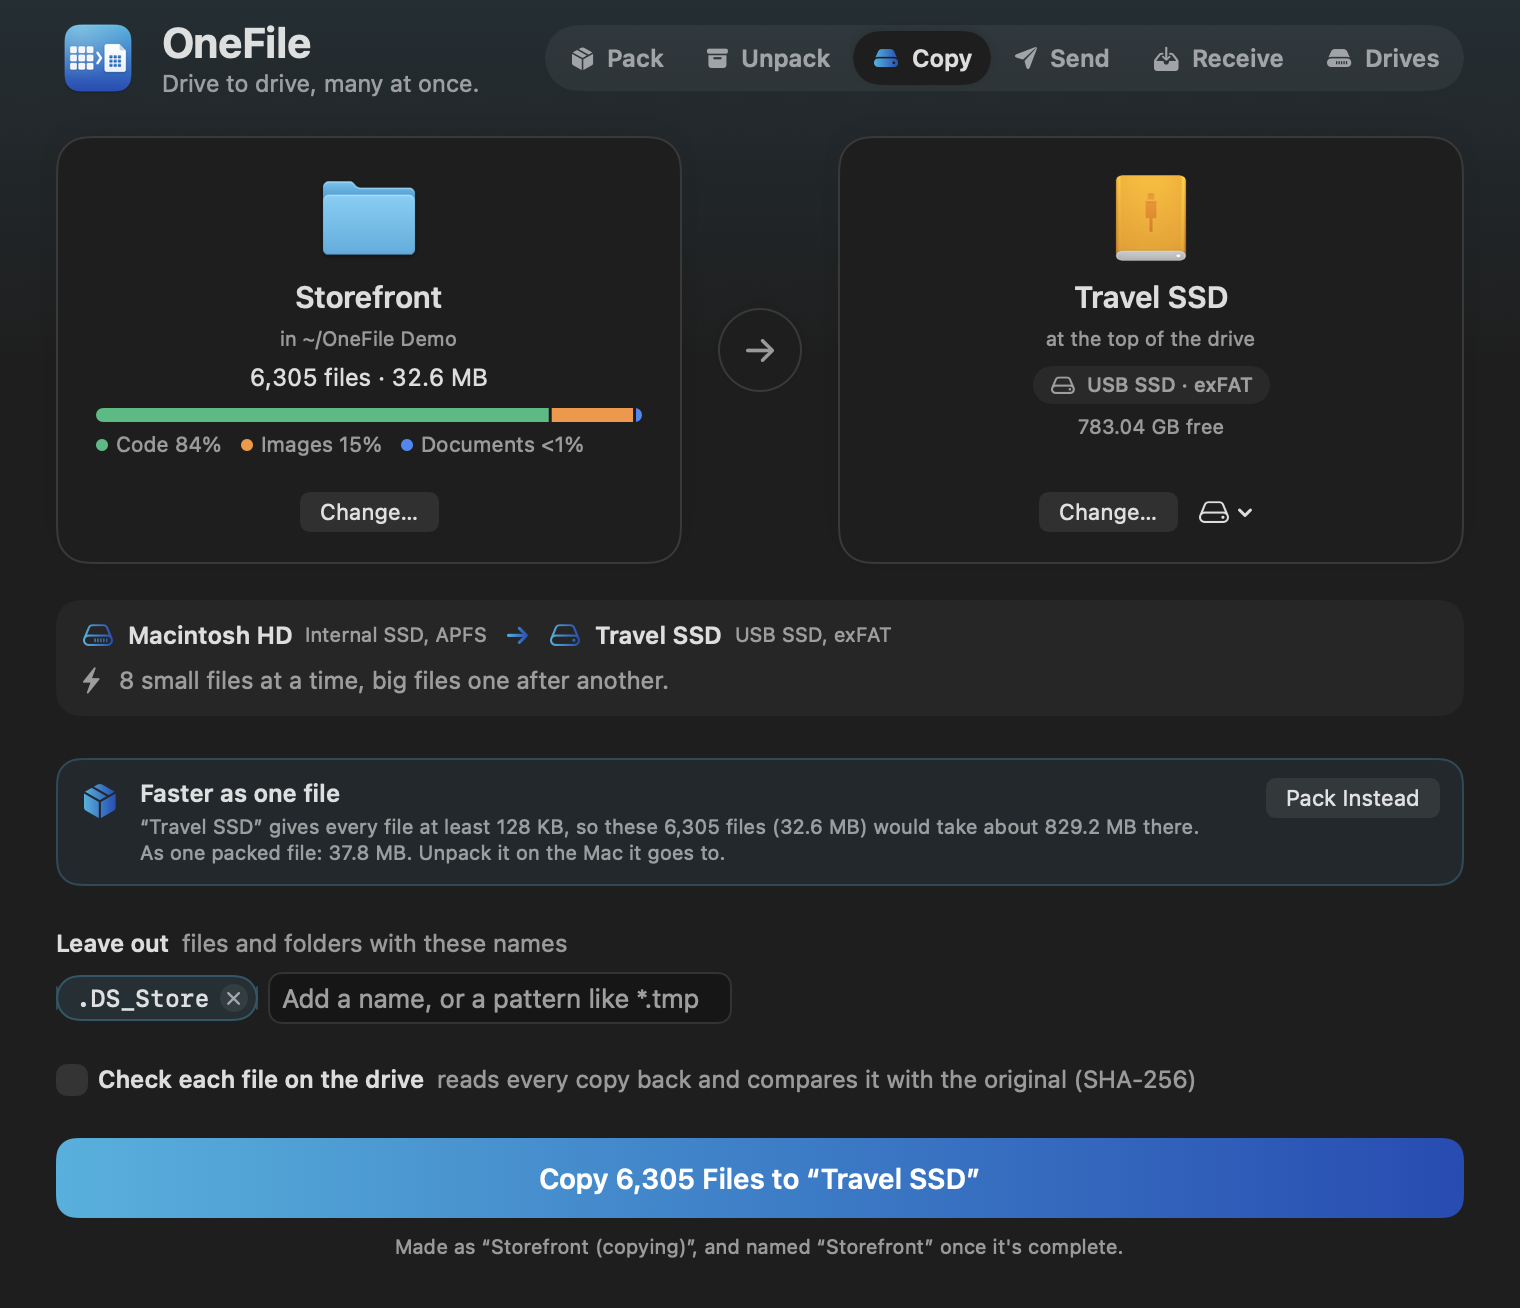 OneFile
Drive to drive, many at once.
Pack
Unpack
Copy
Send
Receive
Drives
Storefront
in ~/OneFile Demo
6,305 files · 32.6 MB
Code 84%
Images 15%
Documents <1%
Change...
Travel SSD
at the top of the drive
USB SSD · exFAT
783.04 GB free
Change...
Macintosh HD Internal SSD, APFS
Travel SSD USB SSD, exFAT
8 small files at a time, big files one after another.
Faster as one file
“Travel SSD” gives every file at least 128 KB, so these 6,305 files (32.6 MB) would take about 829.2 MB there.
As one packed file: 37.8 MB. Unpack it on the Mac it goes to.
Pack Instead
Leave out files and folders with these names
.DS_Store
Add a name, or a pattern like *.tmp
Check each file on the drive reads every copy back and compares it with the original (SHA-256)
Copy 6,305 Files to “Travel SSD”
Made as “Storefront (copying)”, and named “Storefront” once it's complete.